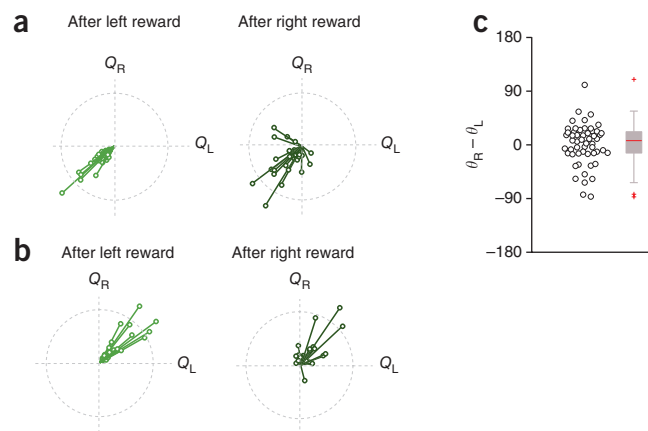 a
After left reward
After right reward
Q_R
Q_R
Q_L
Q_L
b
After left reward
After right reward
Q_R
Q_R
Q_L
Q_L
c
180
90
0
−90
−180
θ_R − θ_L